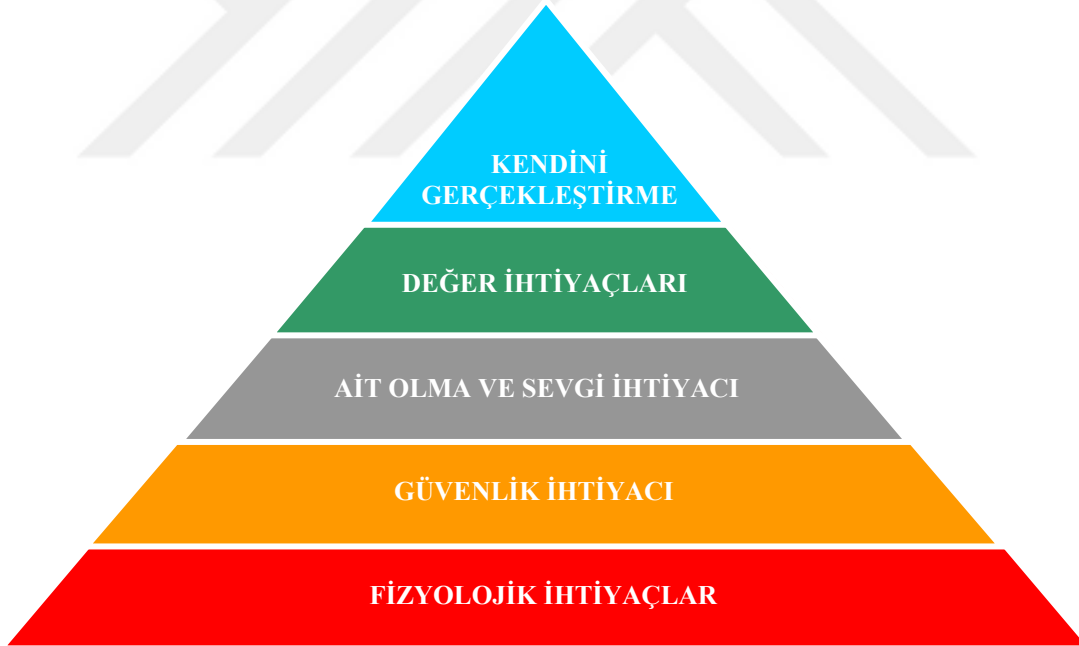 KENDİNİ
GERÇEKLEŞTİRME
DEĞER İHTİYAÇLARI
AİT OLMA VE SEVGİ İHTİYACI
GÜVENLİK İHTİYACI
FİZYOLOJİK İHTİYAÇLAR